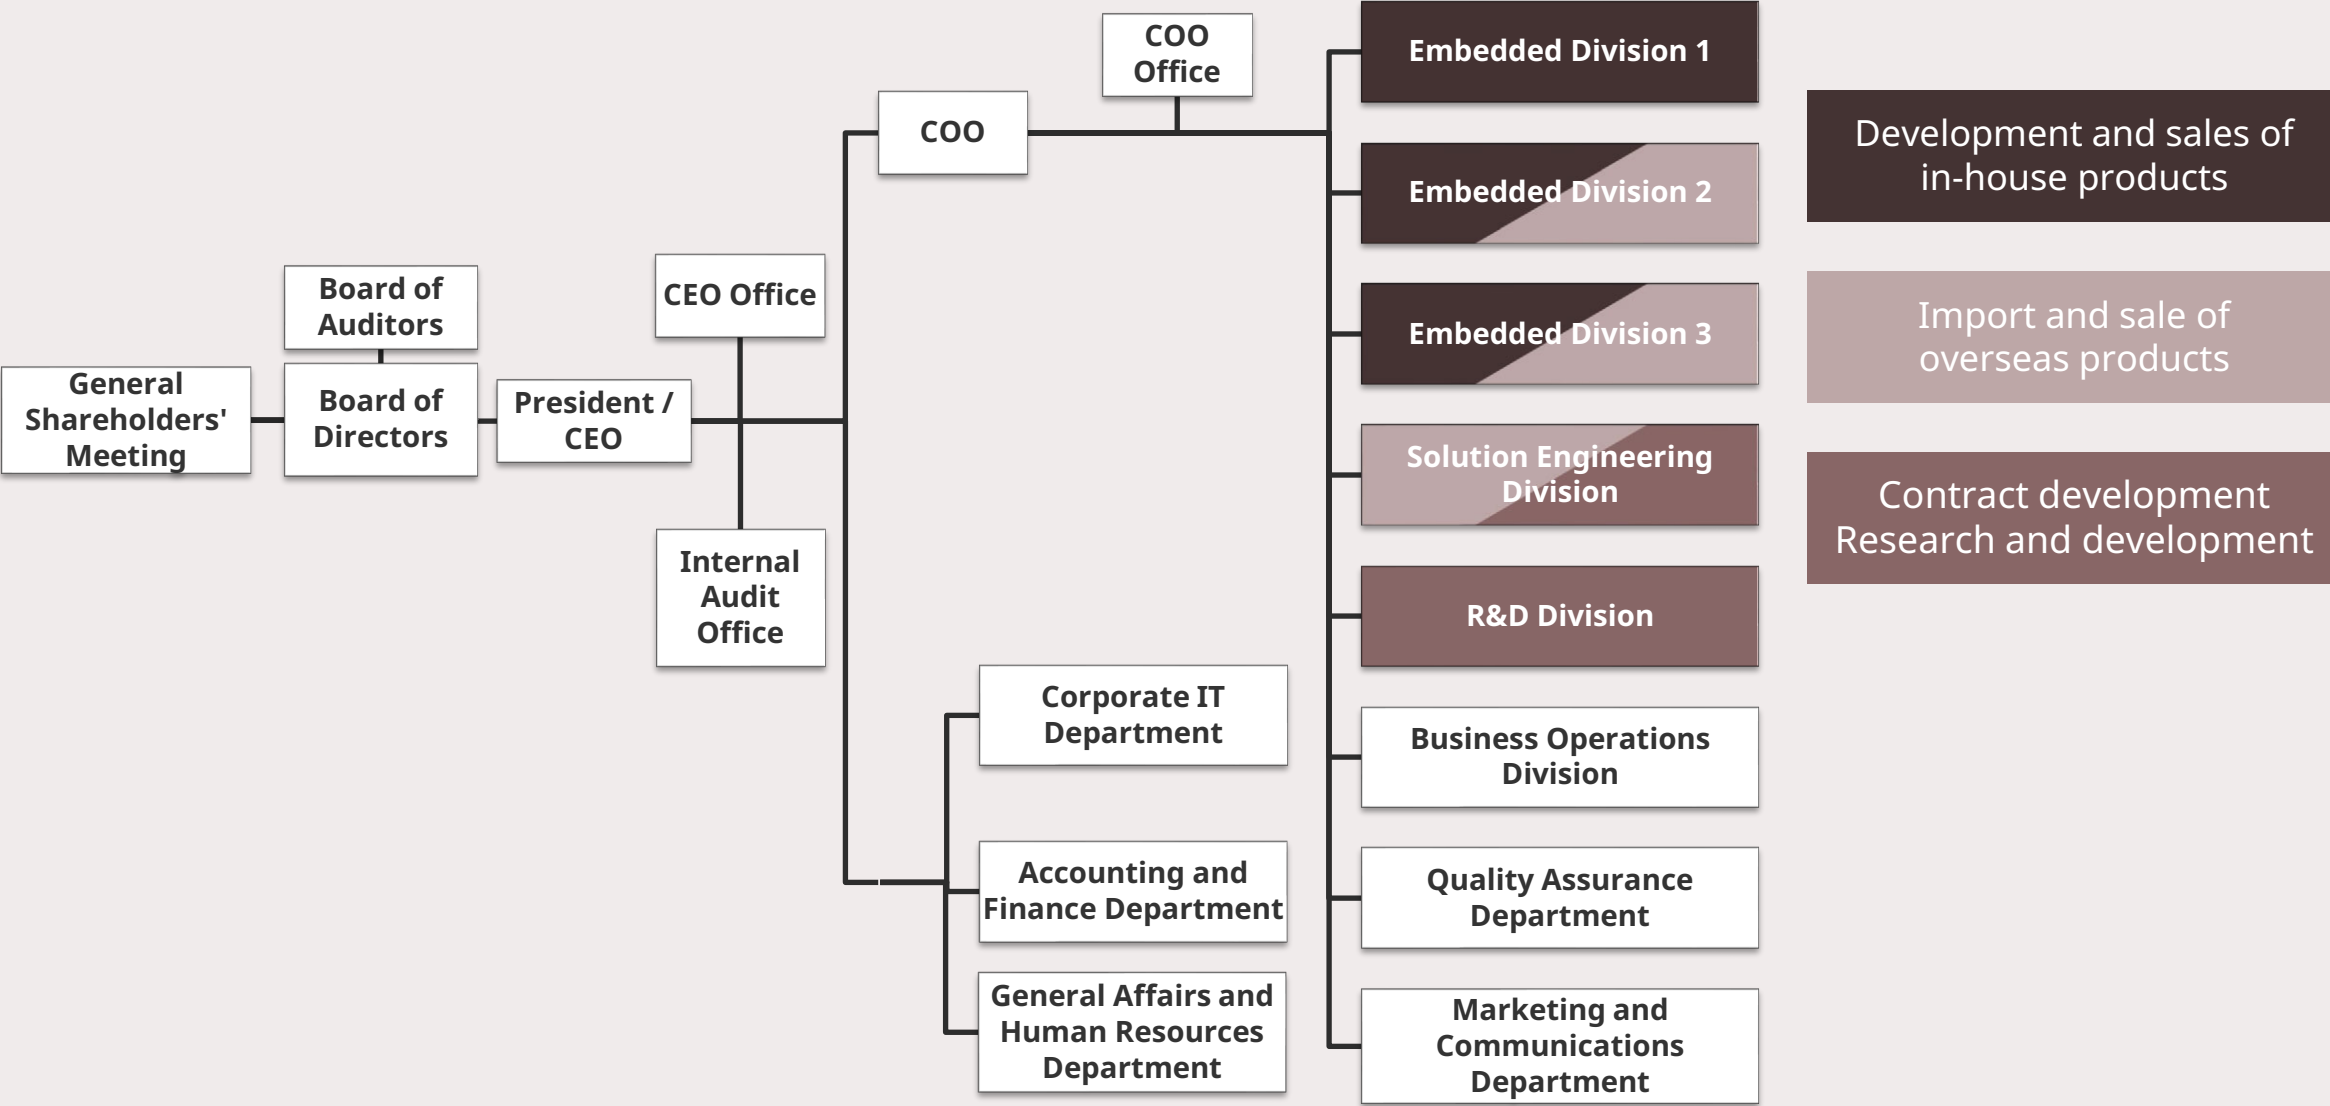 General
Shareholders'
Meeting
Board of
Auditors
Board of
Directors
President /
CEO
CEO Office
Internal
Audit
Office
COO
COO
Office
Corporate IT
Department
Accounting and
Finance Department
General Affairs and
Human Resources
Department
Embedded Division 1
Embedded Division 2
Embedded Division 3
Solution Engineering
Division
R&D Division
Business Operations
Division
Quality Assurance
Department
Marketing and
Communications
Department
Development and sales of
in-house products
Import and sale of
overseas products
Contract development
Research and development